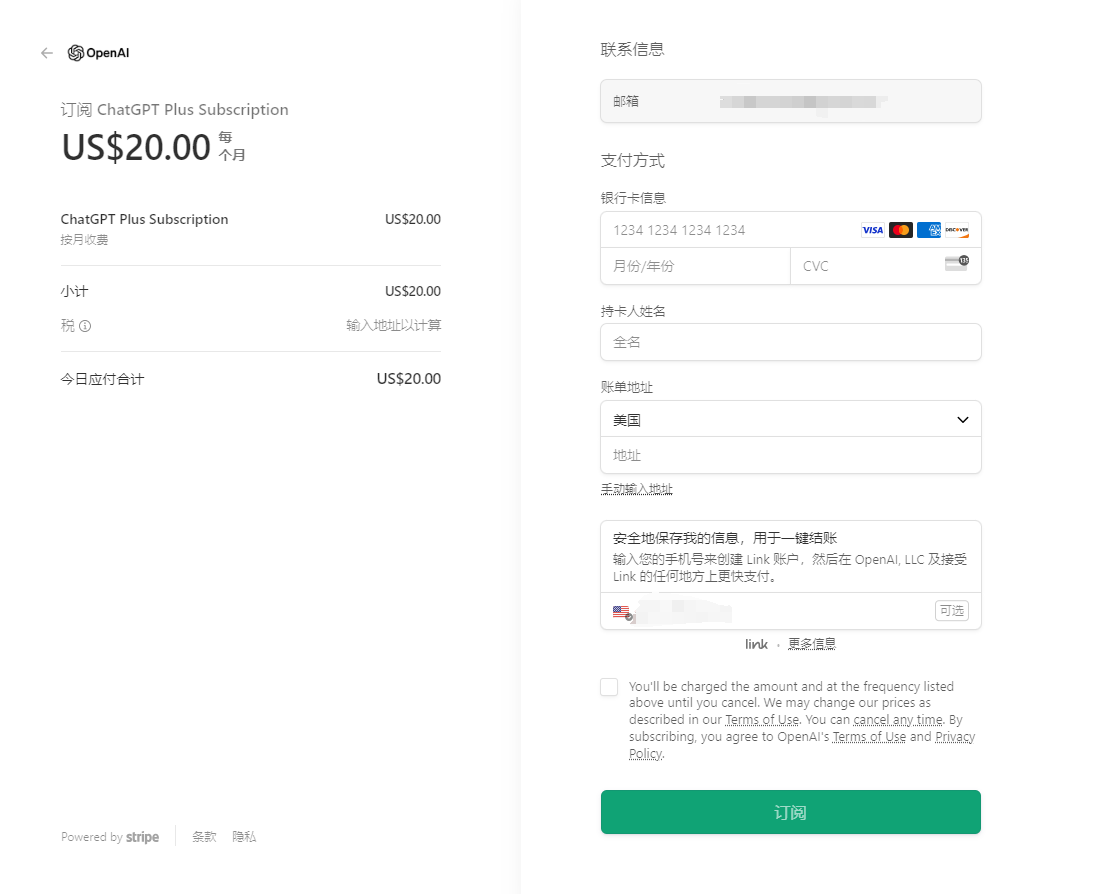 OpenAI
订阅 ChatGPT Plus Subscription
US$20.00 每
个月
ChatGPT Plus Subscription US$20.00
按月收费
小计 US$20.00
税 输入地址以计算
今日应付合计 US$20.00
Powered by stripe 条款 隐私
联系信息
邮箱
支付方式
银行卡信息
1234 1234 1234 1234 VISA DISCOVER
月份/年份 CVC 135
持卡人姓名
全名
账单地址
美国
地址
手动输入地址
安全地保存我的信息，用于一键结账
输入您的手机号来创建 Link 账户，然后在 OpenAI, LLC 及接受
Link 的任何地方上更快支付。
可选
link · 更多信息
You'll be charged the amount and at the frequency listed
above until you cancel. We may change our prices as
described in our Terms of Use. You can cancel any time. By
subscribing, you agree to OpenAI's Terms of Use and Privacy
Policy.
订阅